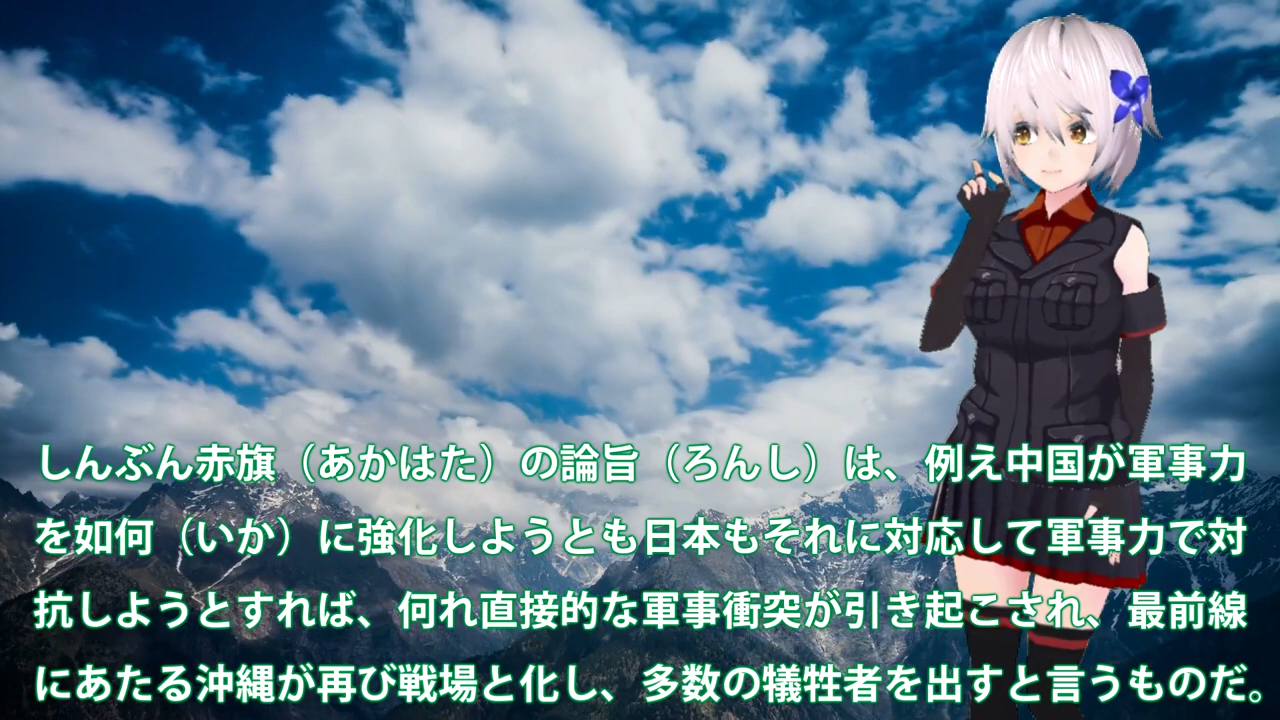 しんぶん赤旗（あかはた）の論旨（ろんし）は、例え中国が軍事力
を如何（いか）に強化しようとも日本もそれに対応して軍事力で対
抗しようとすれば、何れ直接的な軍事衝突が引き起こされ、最前線
にあたる沖縄が再び戦場と化し、多数の犠牲者を出すと言うものだ。